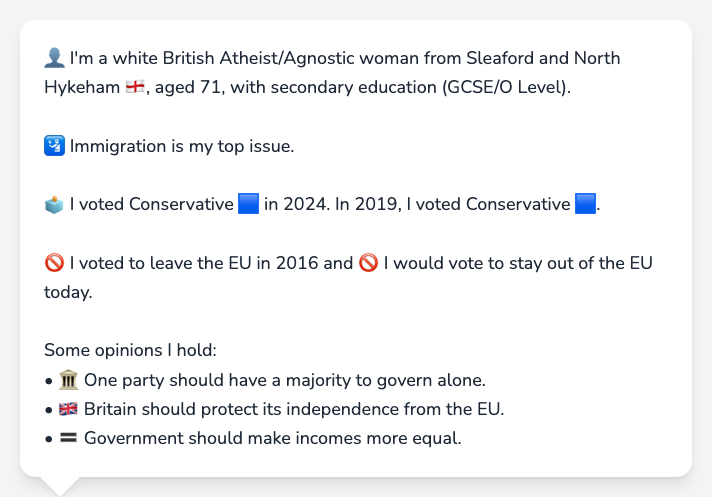 👤 I'm a white British Atheist/Agnostic woman from Sleaford and North
Hykeham 🏴󠁧󠁢󠁥󠁮󠁧󠁿, aged 71, with secondary education (GCSE/O Level).
🛂 Immigration is my top issue.
🗳️ I voted Conservative 🟦 in 2024. In 2019, I voted Conservative 🟦.
🚫 I voted to leave the EU in 2016 and 🚫 I would vote to stay out of the EU
today.
Some opinions I hold:
• 🏛️ One party should have a majority to govern alone.
• 🇬🇧 Britain should protect its independence from the EU.
• 🟰 Government should make incomes more equal.